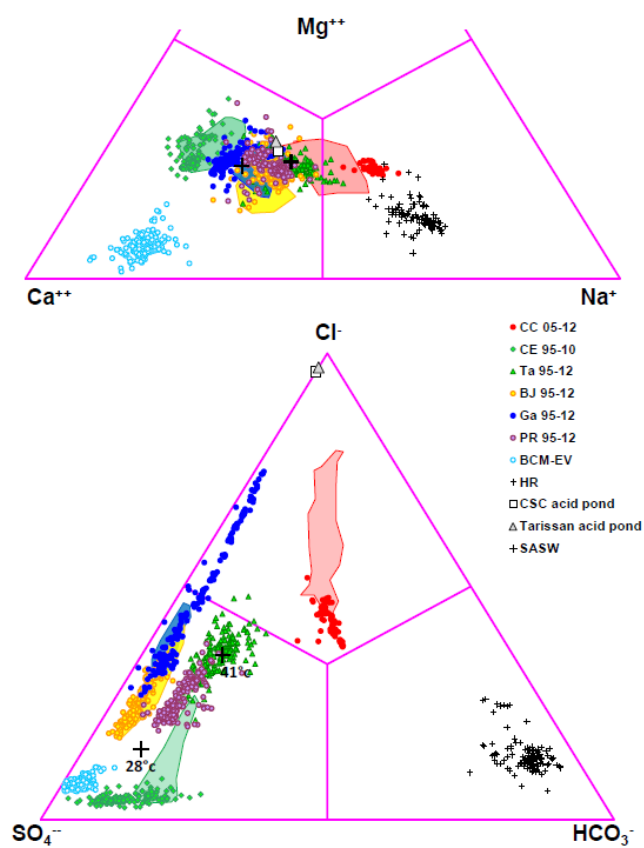 Mg++
Ca++
Na+
Cl-
CC 05-12
CE 95-10
Ta 95-12
BJ 95-12
Ga 95-12
PR 95-12
BCM-EV
HR
CSC acid pond
Tarissan acid pond
SASW
41°c
28°c
SO4--
HCO3-